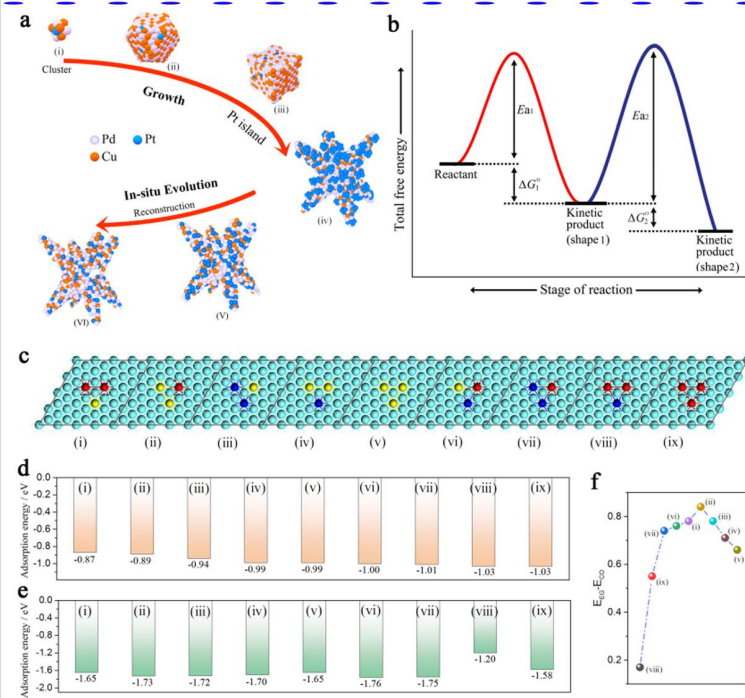 a
(i)
Cluster
(ii)
(iii)
Growth
Pt island
Pd
Pt
Cu
(iv)
In-situ Evolution
Reconstruction
(V)
(VI)
b
Total free energy
Reactant
Ea1
ΔG1°
Kinetic
product
(shape1)
Ea2
ΔG2°
Kinetic
product
(shape2)
Stage of reaction
c
(i) (ii) (iii) (iv) (v) (vi) (vii) (viii) (ix)
d
Adsorption energy / eV
0.0
-0.2
-0.4
-0.6
-0.8
-1.0
(i) (ii) (iii) (iv) (v) (vi) (vii) (viii) (ix)
-0.87 -0.89 -0.94 -0.99 -0.99 -1.00 -1.01 -1.03 -1.03
e
Adsorption energy / eV
0.0
-0.4
-0.8
-1.2
-1.6
-2.0
(i) (ii) (iii) (iv) (v) (vi) (vii) (viii) (ix)
-1.65 -1.73 -1.72 -1.70 -1.65 -1.76 -1.75 -1.20 -1.58
f
EEG-ECO
0.8
0.6
0.4
0.2
(ii)
(vi)
(i)
(iii)
(vii)
(iv)
(v)
(ix)
(viii)